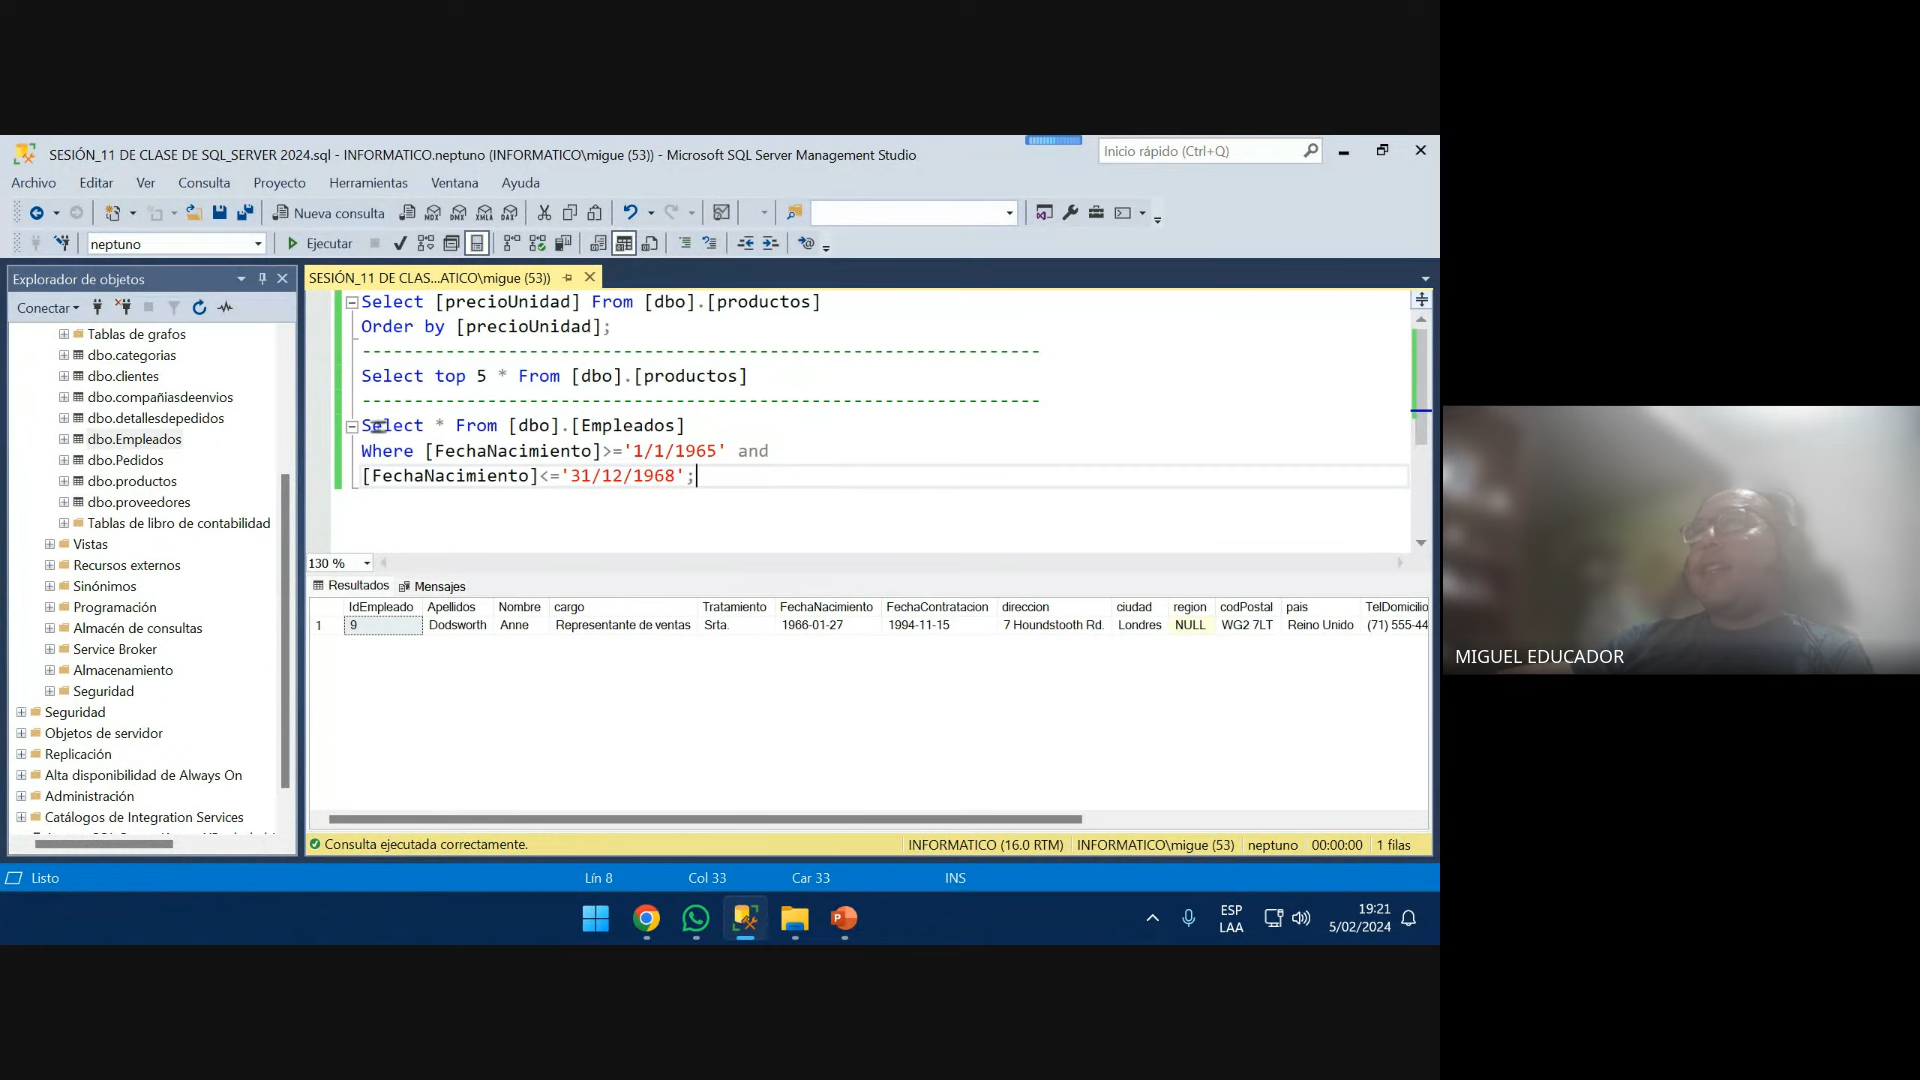 SESIÓN_11 DE CLASE DE SQL_SERVER 2024.sql - INFORMATICO.neptuno (INFORMATICO\migue (53)) - Microsoft SQL Server Management Studio
Inicio rápido (Ctrl+Q)
Archivo Editar Ver Consulta Proyecto Herramientas Ventana Ayuda
Nueva consulta MDX DMX XMLA DAX
neptuno Ejecutar
Explorador de objetos
SESIÓN_11 DE CLAS...ATICO\migue (53))
Conectar
Tablas de grafos
dbo.categorias
dbo.clientes
dbo.compañiasdeenvios
dbo.detallesdepedidos
dbo.Empleados
dbo.Pedidos
dbo.productos
dbo.proveedores
Tablas de libro de contabilidad
Vistas
Recursos externos
Sinónimos
Programación
Almacén de consultas
Service Broker
Almacenamiento
Seguridad
Seguridad
Objetos de servidor
Replicación
Alta disponibilidad de Always On
Administración
Catálogos de Integration Services
Select [precioUnidad] From [dbo].[productos]
Order by [precioUnidad];
-----------------------------------------------------------------
Select top 5 * From [dbo].[productos]
-----------------------------------------------------------------
Select * From [dbo].[Empleados]
Where [FechaNacimiento]>='1/1/1965' and
[FechaNacimiento]<='31/12/1968';
130 %
Resultados Mensajes
IdEmpleado Apellidos Nombre cargo Tratamiento FechaNacimiento FechaContratacion direccion ciudad region codPostal pais TelDomicilio
1 9 Dodsworth Anne Representante de ventas Srta. 1966-01-27 1994-11-15 7 Houndstooth Rd. Londres NULL WG2 7LT Reino Unido (71) 555-44
Consulta ejecutada correctamente. INFORMATICO (16.0 RTM) INFORMATICO\migue (53) neptuno 00:00:00 1 filas
Listo Lín 8 Col 33 Car 33 INS
ESP
LAA
19:21
5/02/2024
MIGUEL EDUCADOR